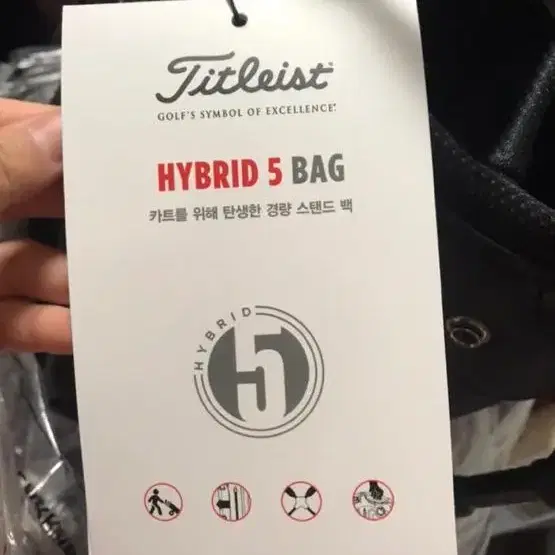 Titleist
GOLF'S SYMBOL OF EXCELLENCE
HYBRID 5 BAG
카트를 위해 탄생한 경량 스탠드 백
HYBRID
5